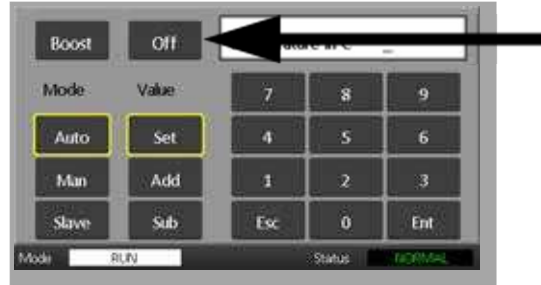 Boost Off
Mode Value 7 8 9
Auto Set 4 5 6
Man Add 1 2 3
Slave Sub Esc 0 Ent
Mode RUN Status NORMAL